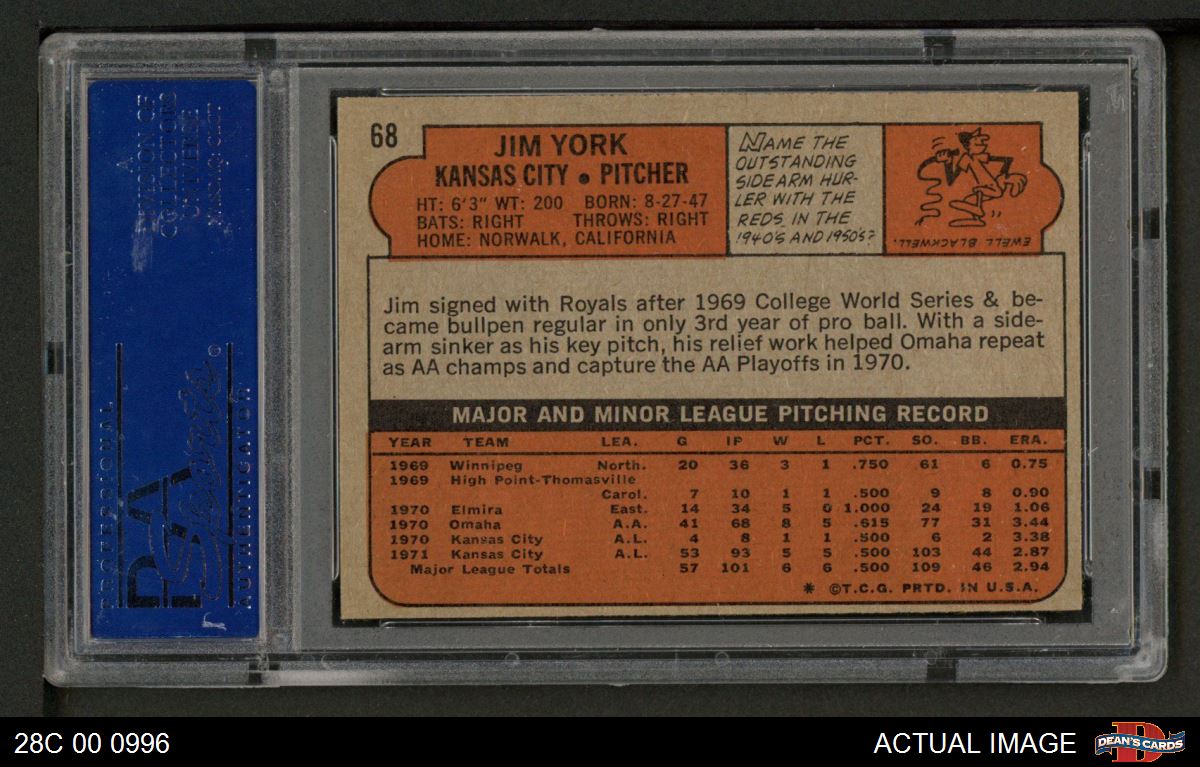 A
DIVISION OF
COLLECTORS
UNIVERSE
NASDAQ: CLCT
PROFESSIONAL
PSA
Sports
AUTHENTICATOR
68
JIM YORK
KANSAS CITY • PITCHER
HT: 6'3" WT: 200 BORN: 8-27-47
BATS: RIGHT THROWS: RIGHT
HOME: NORWALK, CALIFORNIA
NAME THE
OUTSTANDING
SIDEARM HUR-
LER WITH THE
REDS IN THE
1940'S AND 1950'S?
EWELL BLACKWELL.
Jim signed with Royals after 1969 College World Series & be-
came bullpen regular in only 3rd year of pro ball. With a side-
arm sinker as his key pitch, his relief work helped Omaha repeat
as AA champs and capture the AA Playoffs in 1970.
MAJOR AND MINOR LEAGUE PITCHING RECORD
YEAR TEAM LEA. G IP W L PCT. SO. BB. ERA.
1969 Winnipeg North. 20 36 3 1 .750 61 6 0.75
1969 High Point-Thomasville
Carol. 7 10 1 1 .500 9 8 0.90
1970 Elmira East. 14 34 5 0 1.000 24 19 1.06
1970 Omaha A.A. 41 68 8 5 .615 77 31 3.44
1970 Kansas City A.L. 4 8 1 1 .500 6 2 3.38
1971 Kansas City A.L. 53 93 5 5 .500 103 44 2.87
Major League Totals 57 101 6 6 .500 109 46 2.94
* ©T.C.G. PRTD. IN U.S.A.
28C 00 0996
ACTUAL IMAGE
D
DEAN'S CARDS